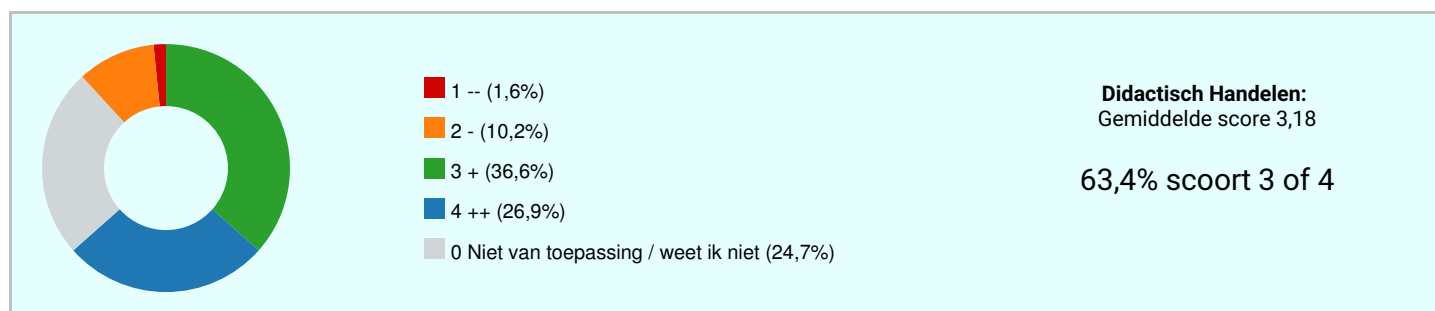 1 -- (1,6%)
2 - (10,2%)
3 + (36,6%)
4 ++ (26,9%)
0 Niet van toepassing / weet ik niet (24,7%)
Didactisch Handelen:
Gemiddelde score 3,18
63,4% scoort 3 of 4